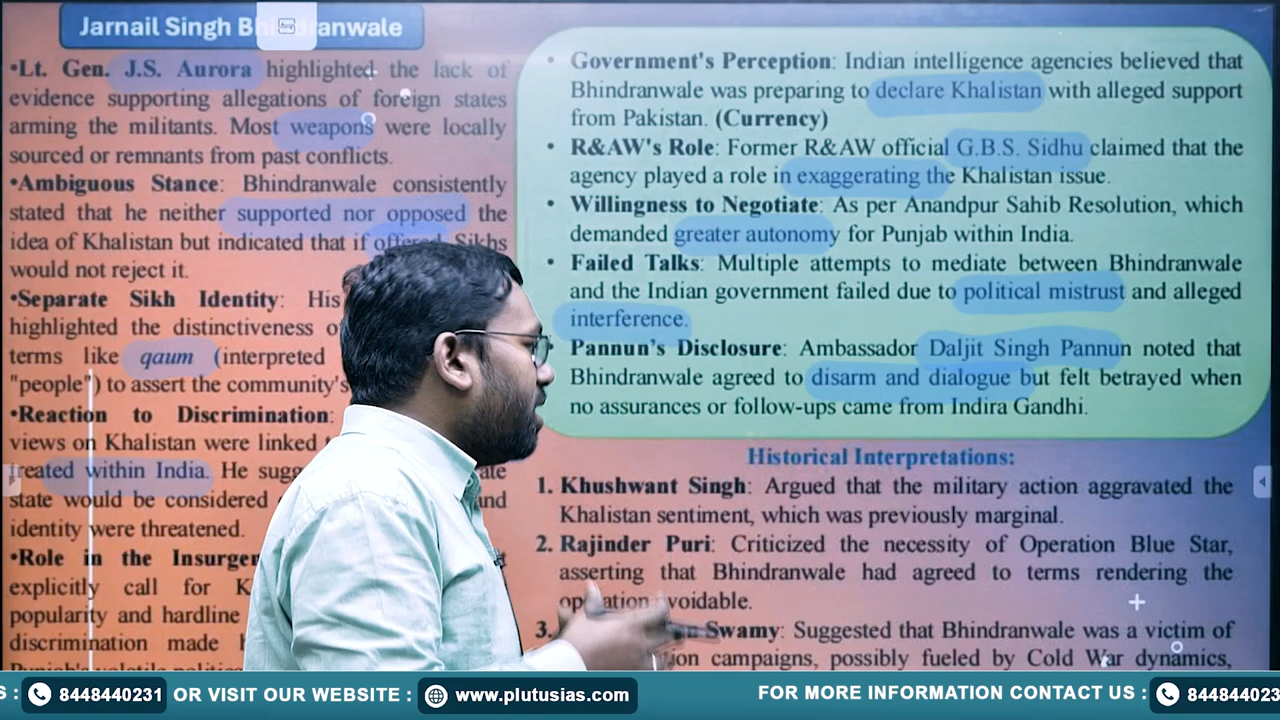 Jarnail Singh Bhindranwale
•Lt. Gen. J.S. Aurora highlighted the lack of
evidence supporting allegations of foreign states
arming the militants. Most weapons were locally
sourced or remnants from past conflicts.
•Ambiguous Stance: Bhindranwale consistently
stated that he neither supported nor opposed the
idea of Khalistan but indicated that if offered, Sikhs
would not reject it.
•Separate Sikh Identity: His
highlighted the distinctiveness
terms like qaum (interpreted
"people") to assert the community's
•Reaction to Discrimination:
views on Khalistan were linked
treated within India. He
state would be considered and
identity were threatened.
•Role in the
explicitly call for
popularity and hardline
discrimination made
• Government's Perception: Indian intelligence agencies believed that
Bhindranwale was preparing to declare Khalistan with alleged support
from Pakistan. (Currency)
• R&AW's Role: Former R&AW official G.B.S. Sidhu claimed that the
agency played a role in exaggerating the Khalistan issue.
• Willingness to Negotiate: As per Anandpur Sahib Resolution, which
demanded greater autonomy for Punjab within India.
• Failed Talks: Multiple attempts to mediate between Bhindranwale
and the Indian government failed due to political mistrust and alleged
interference.
Pannun's Disclosure: Ambassador Daljit Singh Pannun noted that
Bhindranwale agreed to disarm and dialogue but felt betrayed when
no assurances or follow-ups came from Indira Gandhi.
Historical Interpretations:
1. Khushwant Singh: Argued that the military action aggravated the
Khalistan sentiment, which was previously marginal.
2. Rajinder Puri: Criticized the necessity of Operation Blue Star,
asserting that Bhindranwale had agreed to terms rendering the
operation avoidable.
3. Swamy: Suggested that Bhindranwale was a victim of
campaigns, possibly fueled by Cold War dynamics,
S : 8448440231 OR VISIT OUR WEBSITE : www.plutusias.com FOR MORE INFORMATION CONTACT US : 844844023